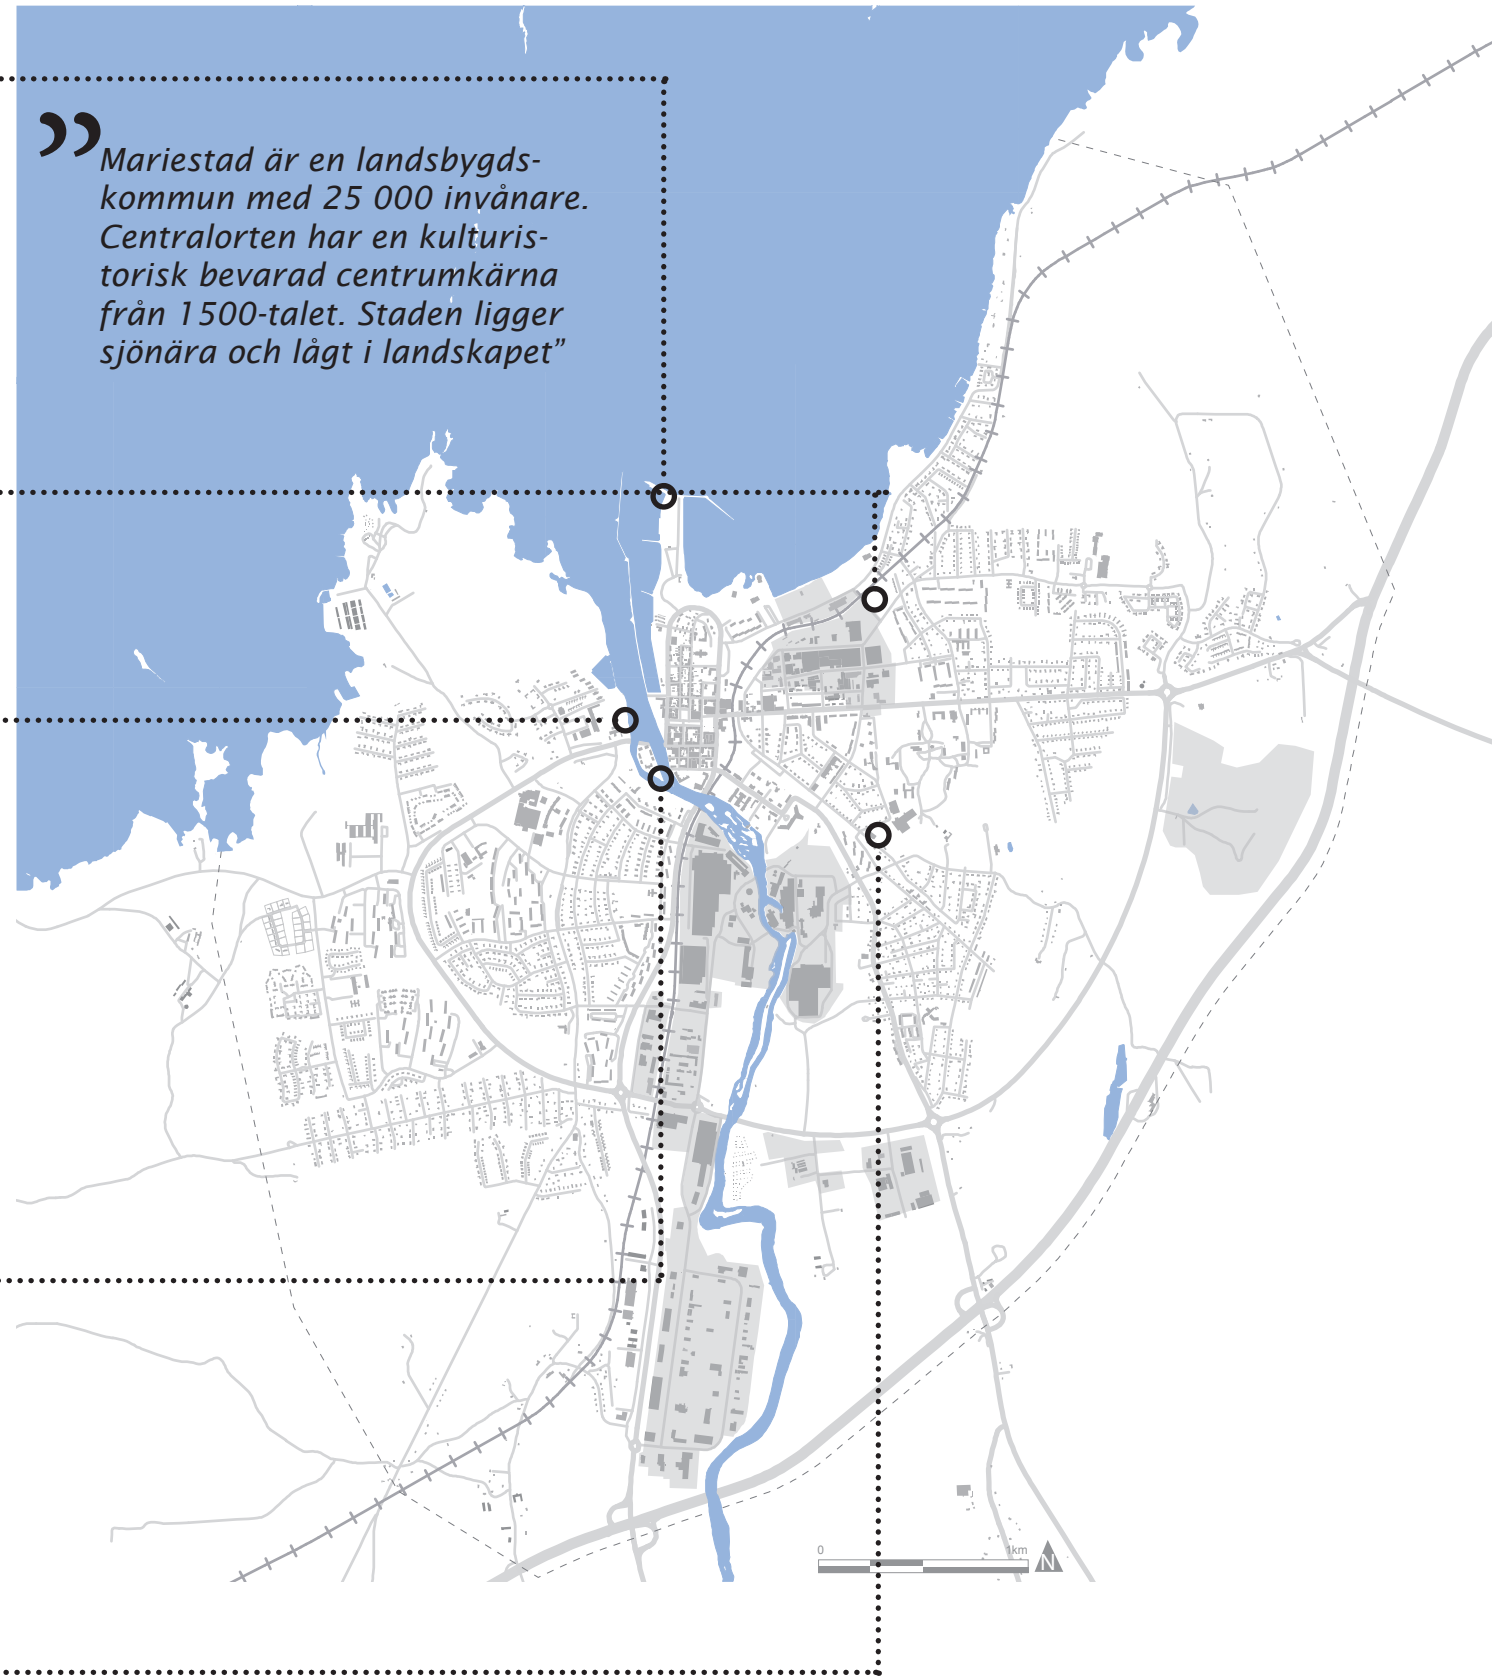 ”Mariestad är en landsbygds-
kommun med 25 000 invånare.
Centralorten har en kulturis-
torisk bevarad centrumkärna
från 1500-talet. Staden ligger
sjönära och lågt i landskapet”
0 1km
N